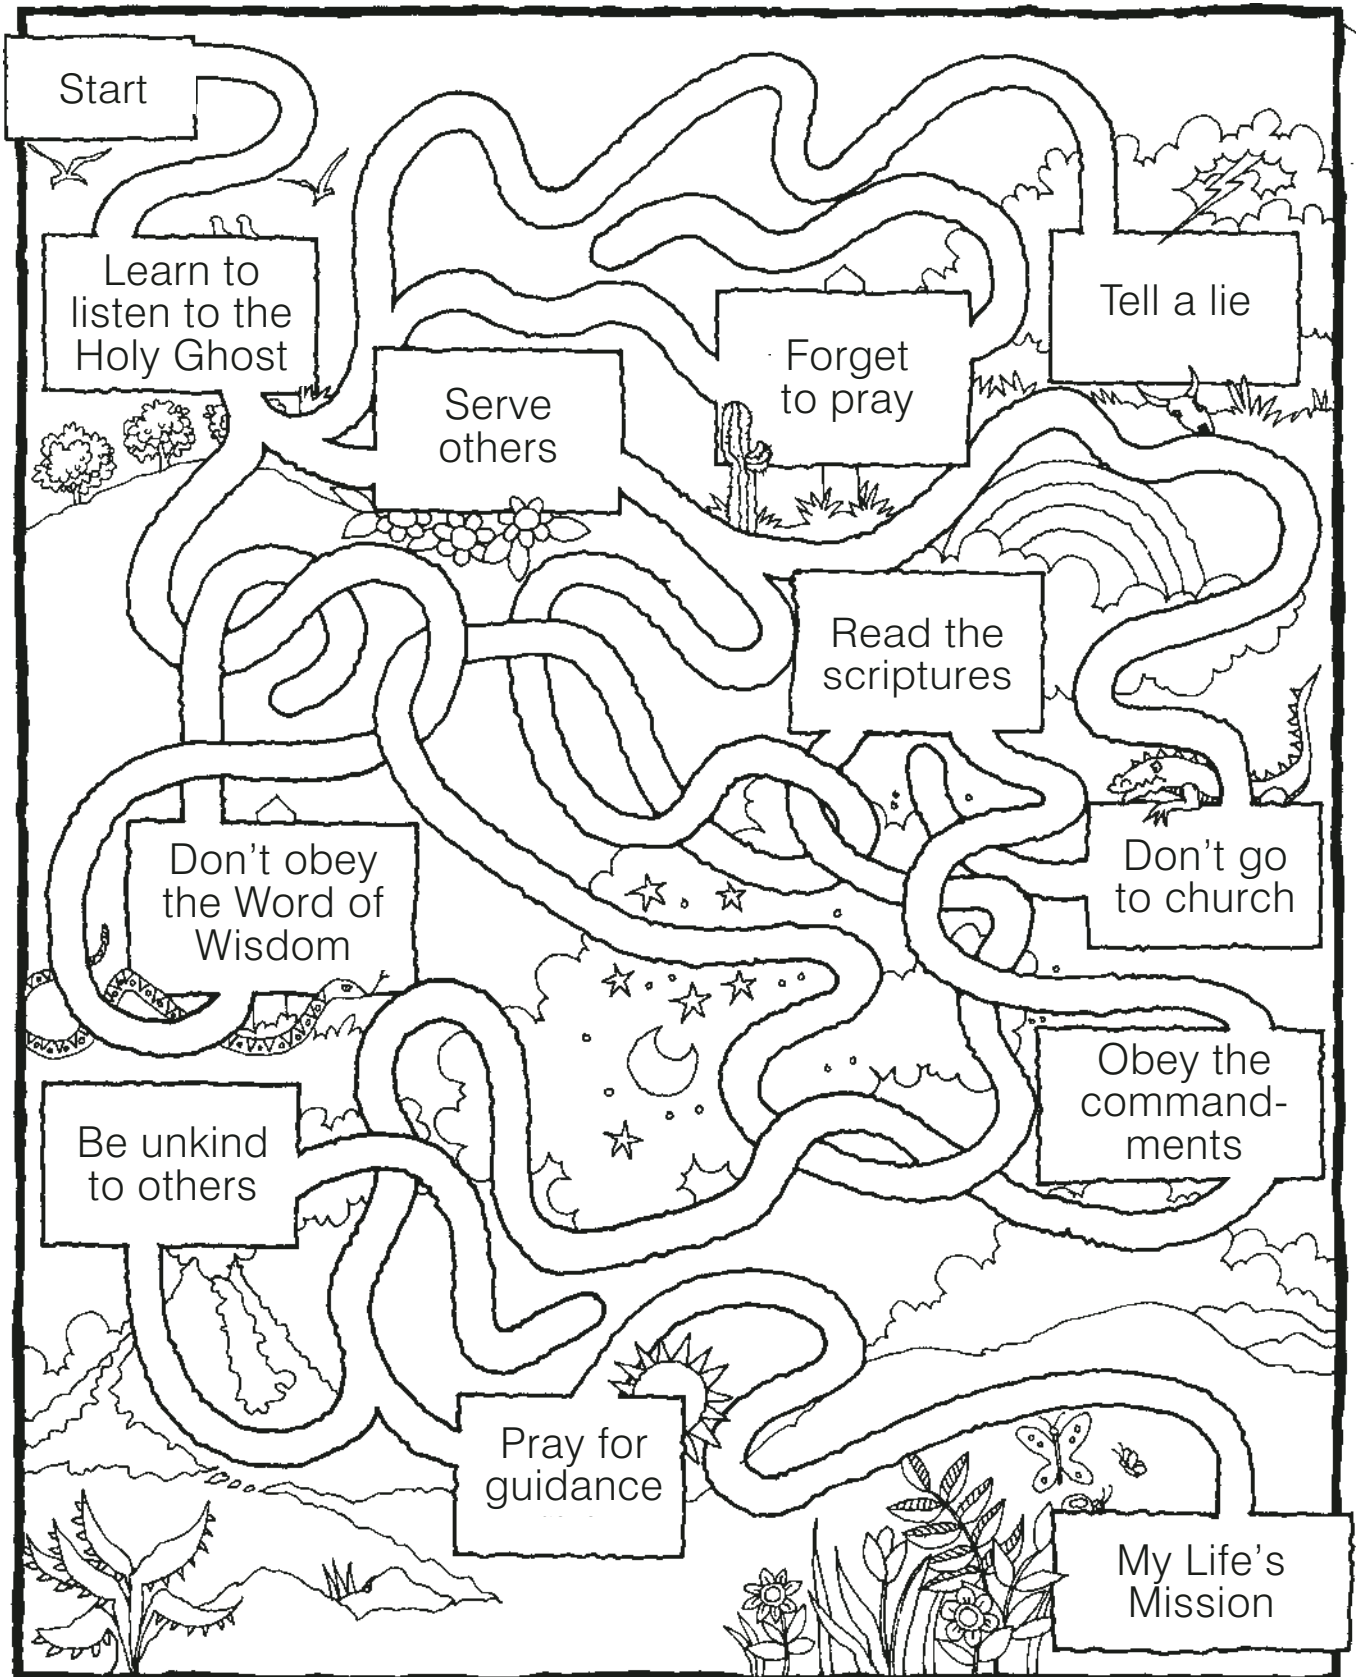 Start
Learn to
listen to the
Holy Ghost
Tell a lie
Forget
to pray
Serve
others
Read the
scriptures
Don't obey
the Word of
Wisdom
Don't go
to church
Obey the
command-
ments
Be unkind
to others
Pray for
guidance
My Life's
Mission